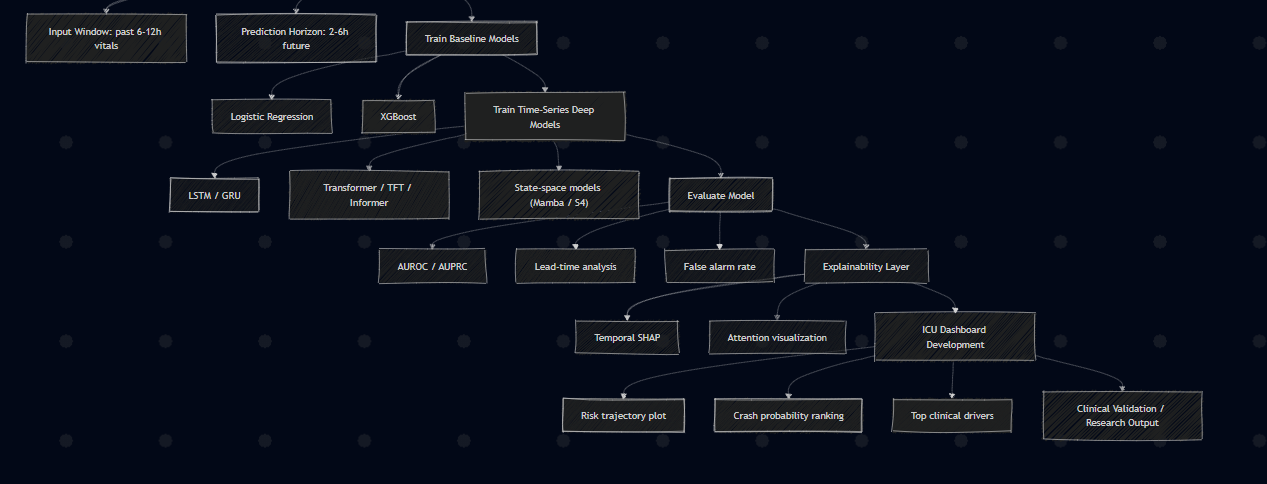 Input Window: past 6-12h
vitals
Prediction Horizon: 2-6h
future
Train Baseline Models
Logistic Regression
XGBoost
Train Time-Series Deep
Models
LSTM / GRU
Transformer / TFT /
Informer
State-space models
(Mamba / S4)
Evaluate Model
AUROC / AUPRC
Lead-time analysis
False alarm rate
Explainability Layer
Temporal SHAP
Attention visualization
ICU Dashboard
Development
Risk trajectory plot
Crash probability ranking
Top clinical drivers
Clinical Validation /
Research Output